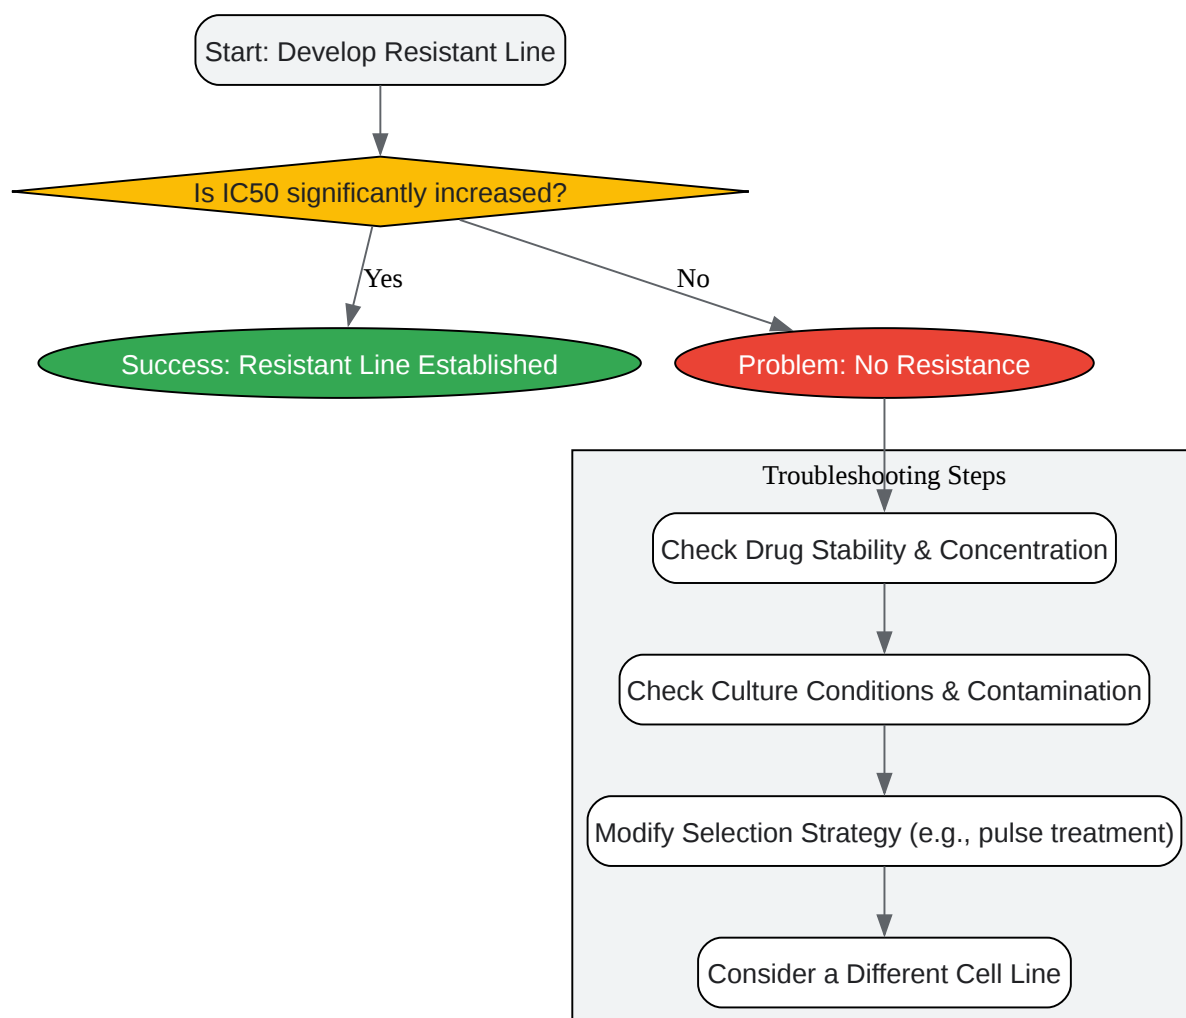 Start: Develop Resistant Line
Is IC50 significantly increased?
Yes
No
Success: Resistant Line Established
Problem: No Resistance
Troubleshooting Steps
Check Drug Stability & Concentration
Check Culture Conditions & Contamination
Modify Selection Strategy (e.g., pulse treatment)
Consider a Different Cell Line